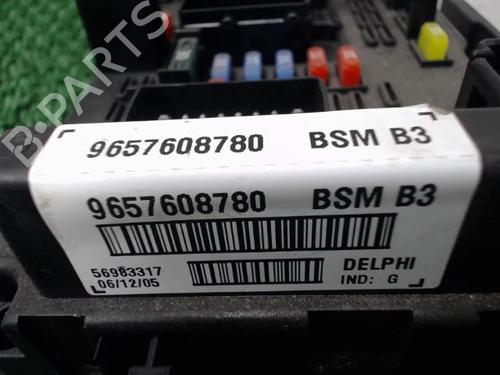 B-PARTS
9657608780 BSM B3
9657608780 BSM B3
56983317
06/12/05
DELPHI
IND: G